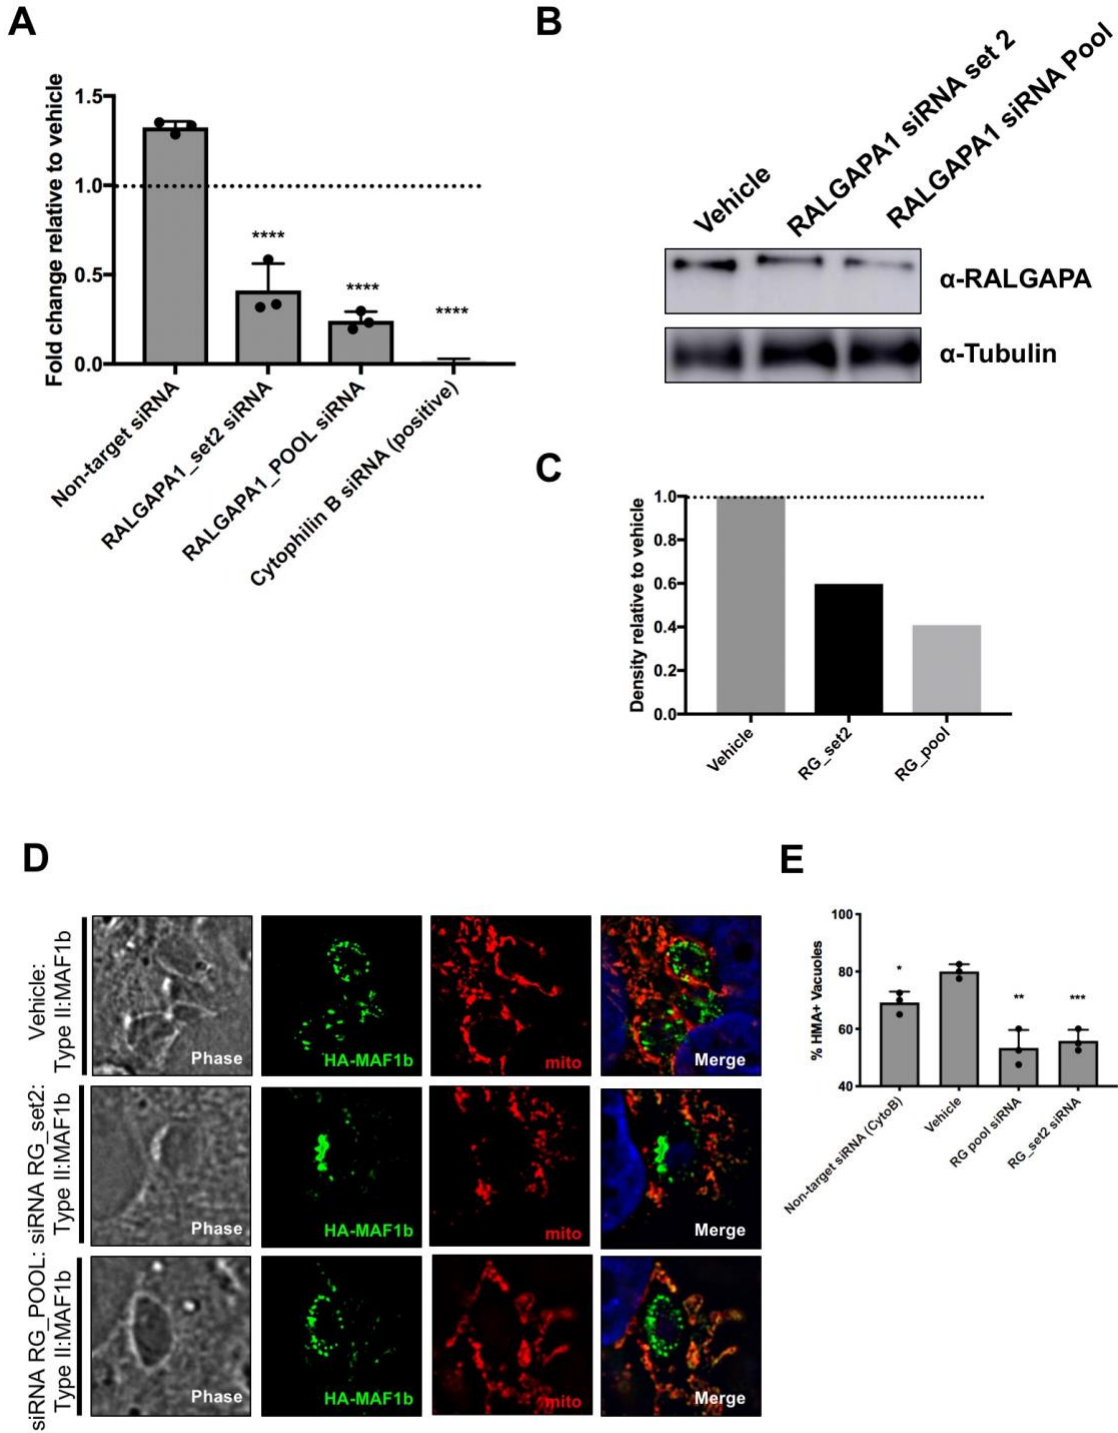 A
Fold change relative to vehicle
1.5
1.0
0.5
0.0
****
****
****
Non-target siRNA
RALGAPA1_set2 siRNA
RALGAPA1_POOL siRNA
Cytophilin B siRNA (positive)
B
Vehicle
RALGAPA1 siRNA set 2
RALGAPA1 siRNA Pool
α-RALGAPA
α-Tubulin
C
Density relative to vehicle
1.0
0.8
0.6
0.4
0.2
0.0
Vehicle
RG_set2
RG_pool
D
Vehicle:
Type II:MAF1b
Phase
HA-MAF1b
mito
Merge
siRNA RG_set2:
Type II:MAF1b
Phase
HA-MAF1b
mito
Merge
siRNA RG_POOL:
Type II:MAF1b
Phase
HA-MAF1b
mito
Merge
E
% HMA+ Vacuoles
100
80
60
40
*
**
***
Non-target siRNA (CytoB)
Vehicle
RG pool siRNA
RG_set2 siRNA